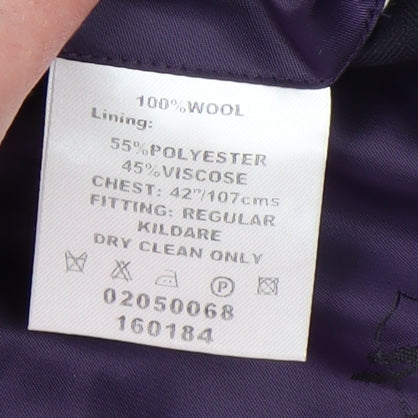 100%WOOL
Lining:
55%POLYESTER
45%VISCOSE
CHEST: 42"/107cms
FITTING: REGULAR
KILDARE
DRY CLEAN ONLY
P
02050068
160184